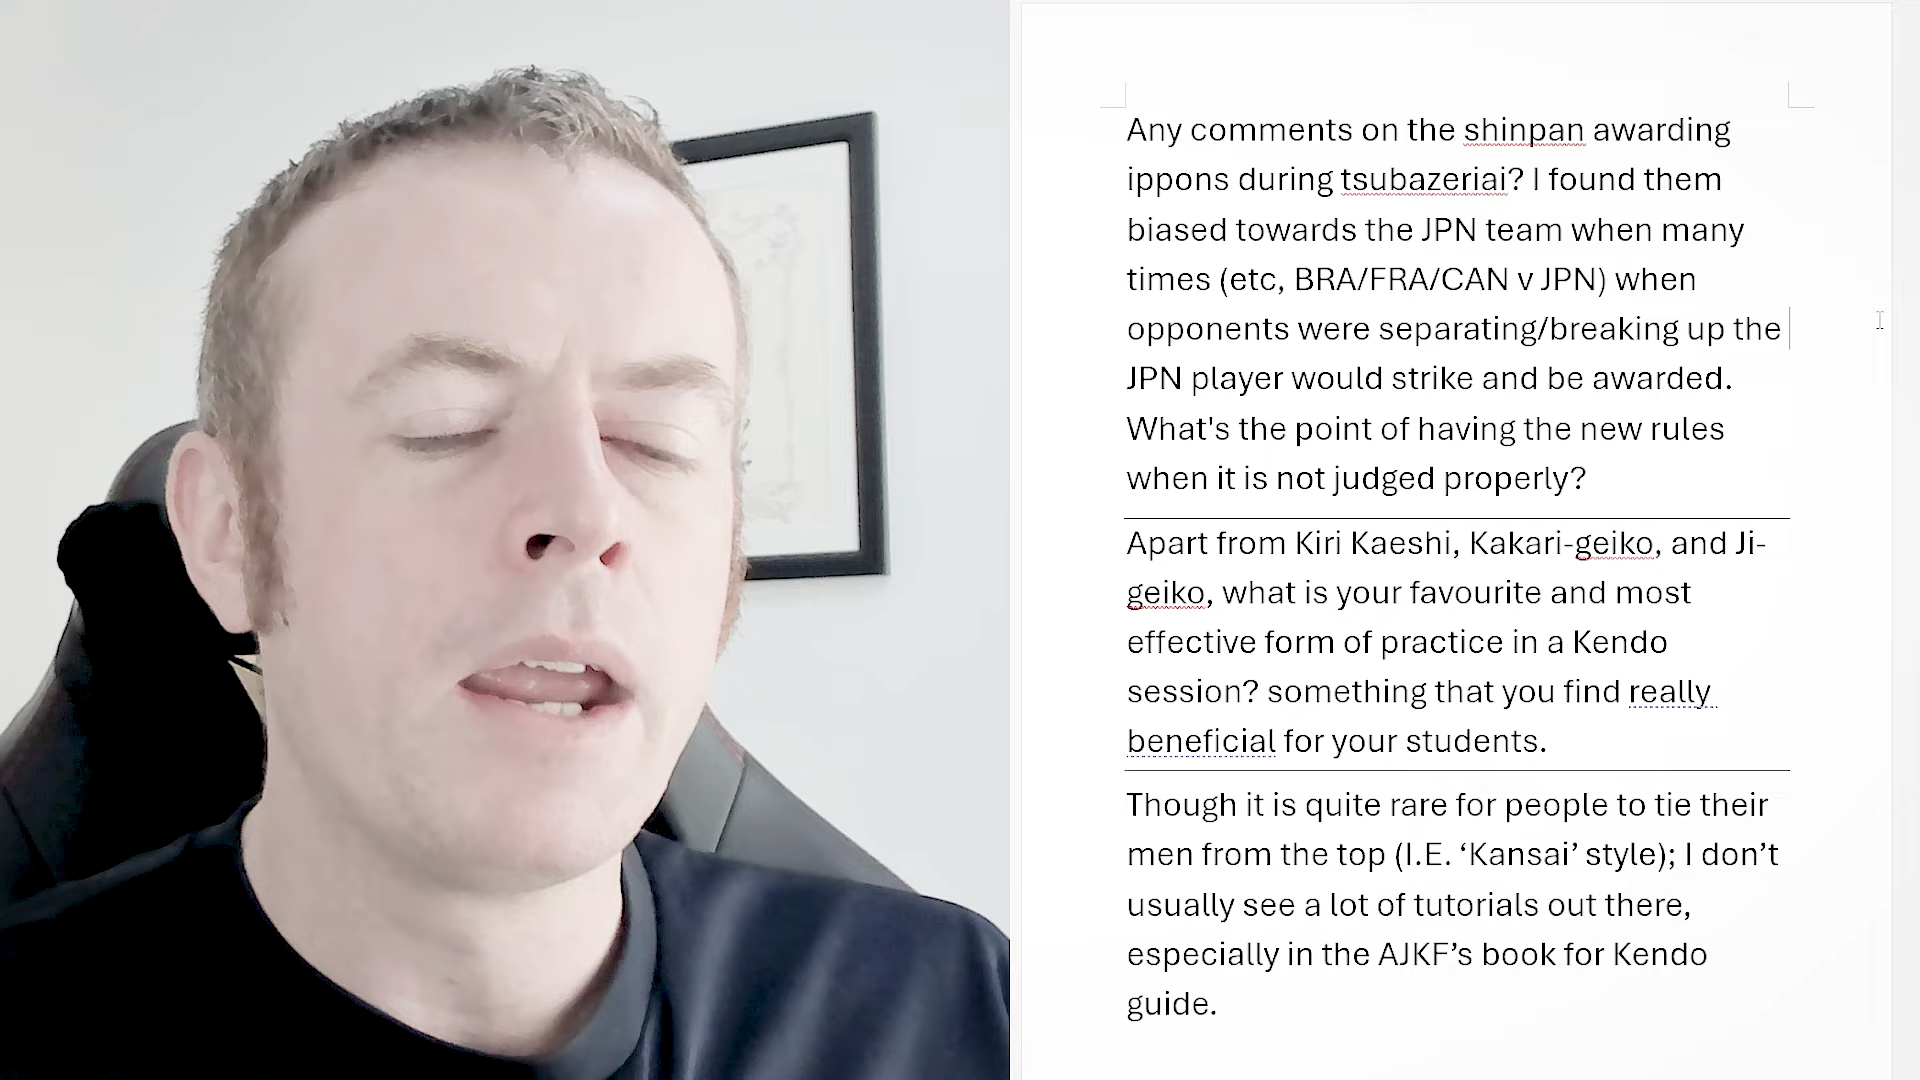 Any comments on the shinpan awarding
ippons during tsubazeriai? I found them
biased towards the JPN team when many
times (etc, BRA/FRA/CAN v JPN) when
opponents were separating/breaking up the
JPN player would strike and be awarded.
What's the point of having the new rules
when it is not judged properly?
Apart from Kiri Kaeshi, Kakari-geiko, and Ji-
geiko, what is your favourite and most
effective form of practice in a Kendo
session? something that you find really
beneficial for your students.
Though it is quite rare for people to tie their
men from the top (I.E. ‘Kansai’ style); I don’t
usually see a lot of tutorials out there,
especially in the AJKF’s book for Kendo
guide.